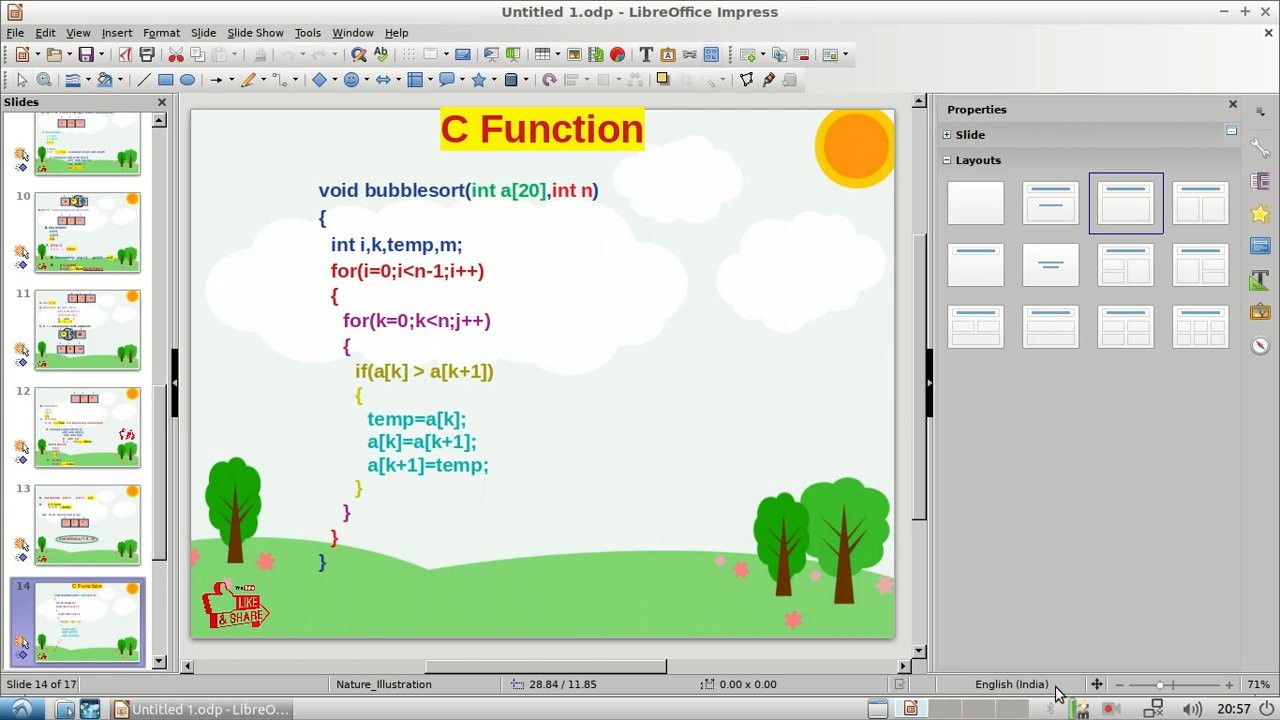 Untitled 1.odp - LibreOffice Impress
File Edit View Insert Format Slide Slide Show Tools Window Help
Slides
Properties
Slide
Layouts
10
11
12
13
14
C Function
C Function
void bubblesort(int a[20],int n)
{
int i,k,temp,m;
for(i=0;i<n-1;i++)
{
for(k=0;k<n;j++)
{
if(a[k] > a[k+1])
{
temp=a[k];
a[k]=a[k+1];
a[k+1]=temp;
}
}
}
}
YouTube
LIKE
& SHARE
Slide 14 of 17
Nature_Illustration
28.84 / 11.85
0.00 x 0.00
English (India)
71%
Untitled 1.odp - LibreO...
20:57